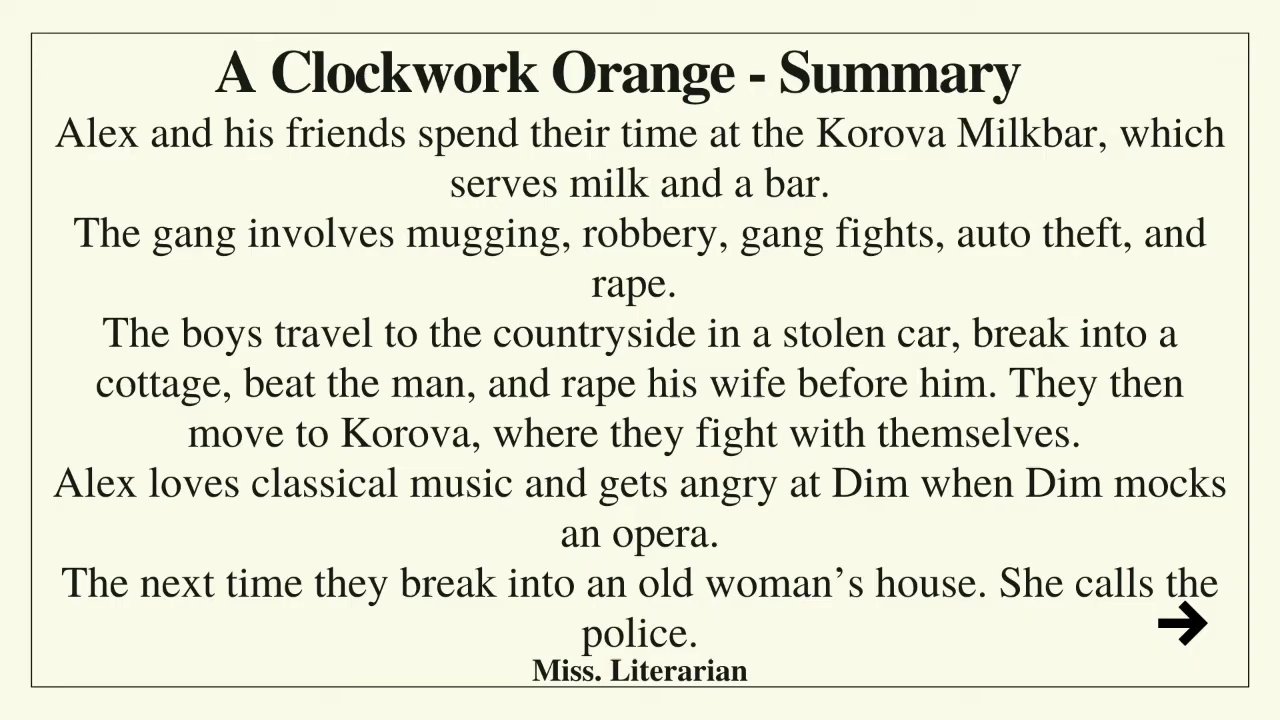 A Clockwork Orange - Summary
Alex and his friends spend their time at the Korova Milkbar, which
serves milk and a bar.
The gang involves mugging, robbery, gang fights, auto theft, and
rape.
The boys travel to the countryside in a stolen car, break into a
cottage, beat the man, and rape his wife before him. They then
move to Korova, where they fight with themselves.
Alex loves classical music and gets angry at Dim when Dim mocks
an opera.
The next time they break into an old woman’s house. She calls the
police.
Miss. Literarian